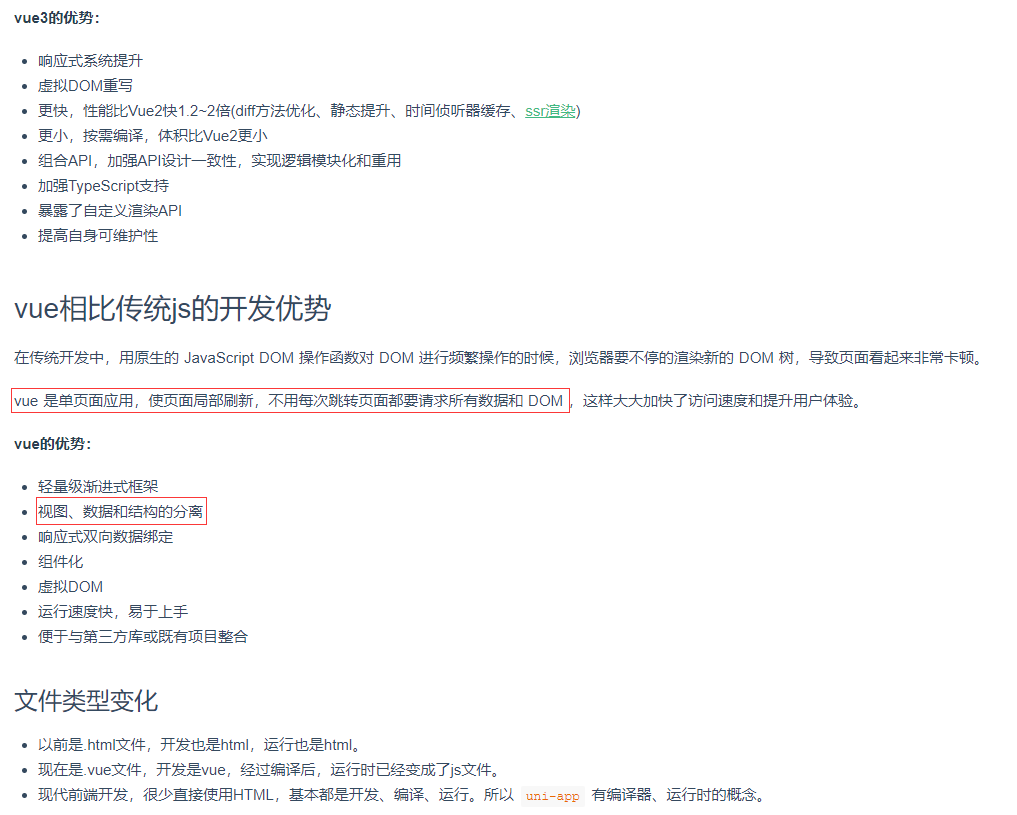 vue3的优势：
响应式系统提升
虚拟DOM重写
更快，性能比Vue2快1.2~2倍(diff方法优化、静态提升、时间侦听器缓存、ssr渲染)
更小，按需编译，体积比Vue2更小
组合API，加强API设计一致性，实现逻辑模块化和重用
加强TypeScript支持
暴露了自定义渲染API
提高自身可维护性
vue相比传统js的开发优势
在传统开发中，用原生的 JavaScript DOM 操作函数对 DOM 进行频繁操作的时候，浏览器要不停的渲染新的 DOM 树，导致页面看起来非常卡顿。
vue 是单页面应用，使页面局部刷新，不用每次跳转页面都要请求所有数据和 DOM，这样大大加快了访问速度和提升用户体验。
vue的优势：
轻量级渐进式框架
视图、数据和结构的分离
响应式双向数据绑定
组件化
虚拟DOM
运行速度快，易于上手
便于与第三方库或既有项目整合
文件类型变化
以前是.html文件，开发也是html，运行也是html。
现在是.vue文件，开发是vue，经过编译后，运行时已经变成了js文件。
现代前端开发，很少直接使用HTML，基本都是开发、编译、运行。所以 uni-app 有编译器、运行时的概念。